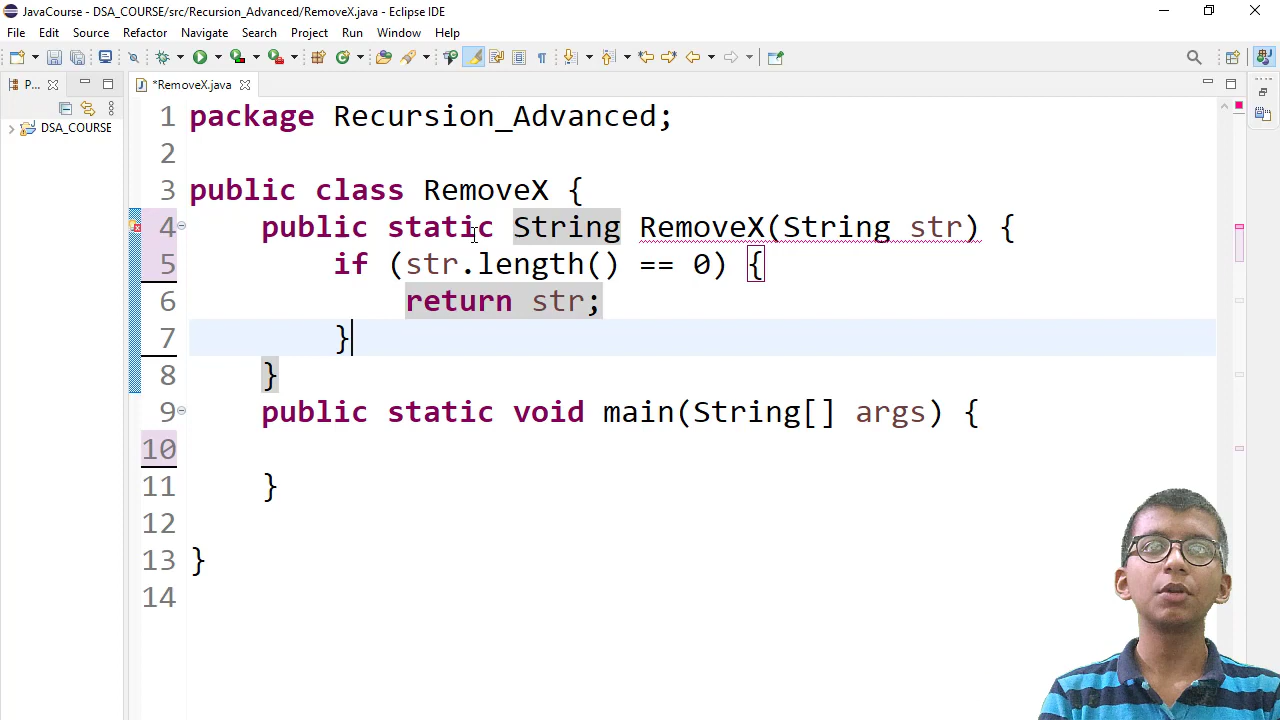 JavaCourse - DSA_COURSE/src/Recursion_Advanced/RemoveX.java - Eclipse IDE
File Edit Source Refactor Navigate Search Project Run Window Help
P...
*RemoveX.java
DSA_COURSE
1 package Recursion_Advanced;
2
3 public class RemoveX {
4 public static String RemoveX(String str) {
5 if (str.length() == 0) {
6 return str;
7 }
8 }
9 public static void main(String[] args) {
10
11 }
12
13 }
14